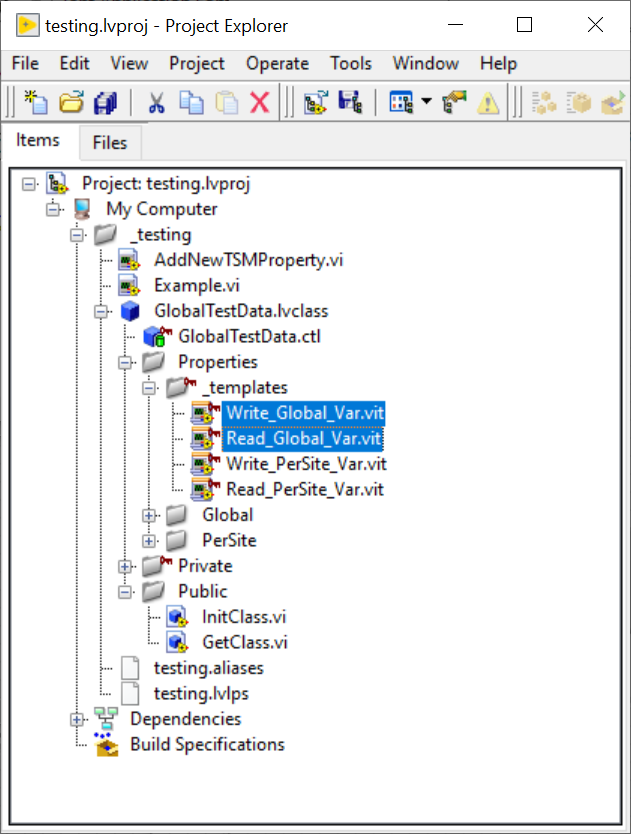 testing.lvproj - Project Explorer
File Edit View Project Operate Tools Window Help
Items Files
Project: testing.lvproj
My Computer
_testing
AddNewTSMProperty.vi
Example.vi
GlobalTestData.lvclass
GlobalTestData.ctl
Properties
_templates
Write_Global_Var.vit
Read_Global_Var.vit
Write_PerSite_Var.vit
Read_PerSite_Var.vit
Global
PerSite
Private
Public
InitClass.vi
GetClass.vi
testing.aliases
testing.lvlps
Dependencies
Build Specifications